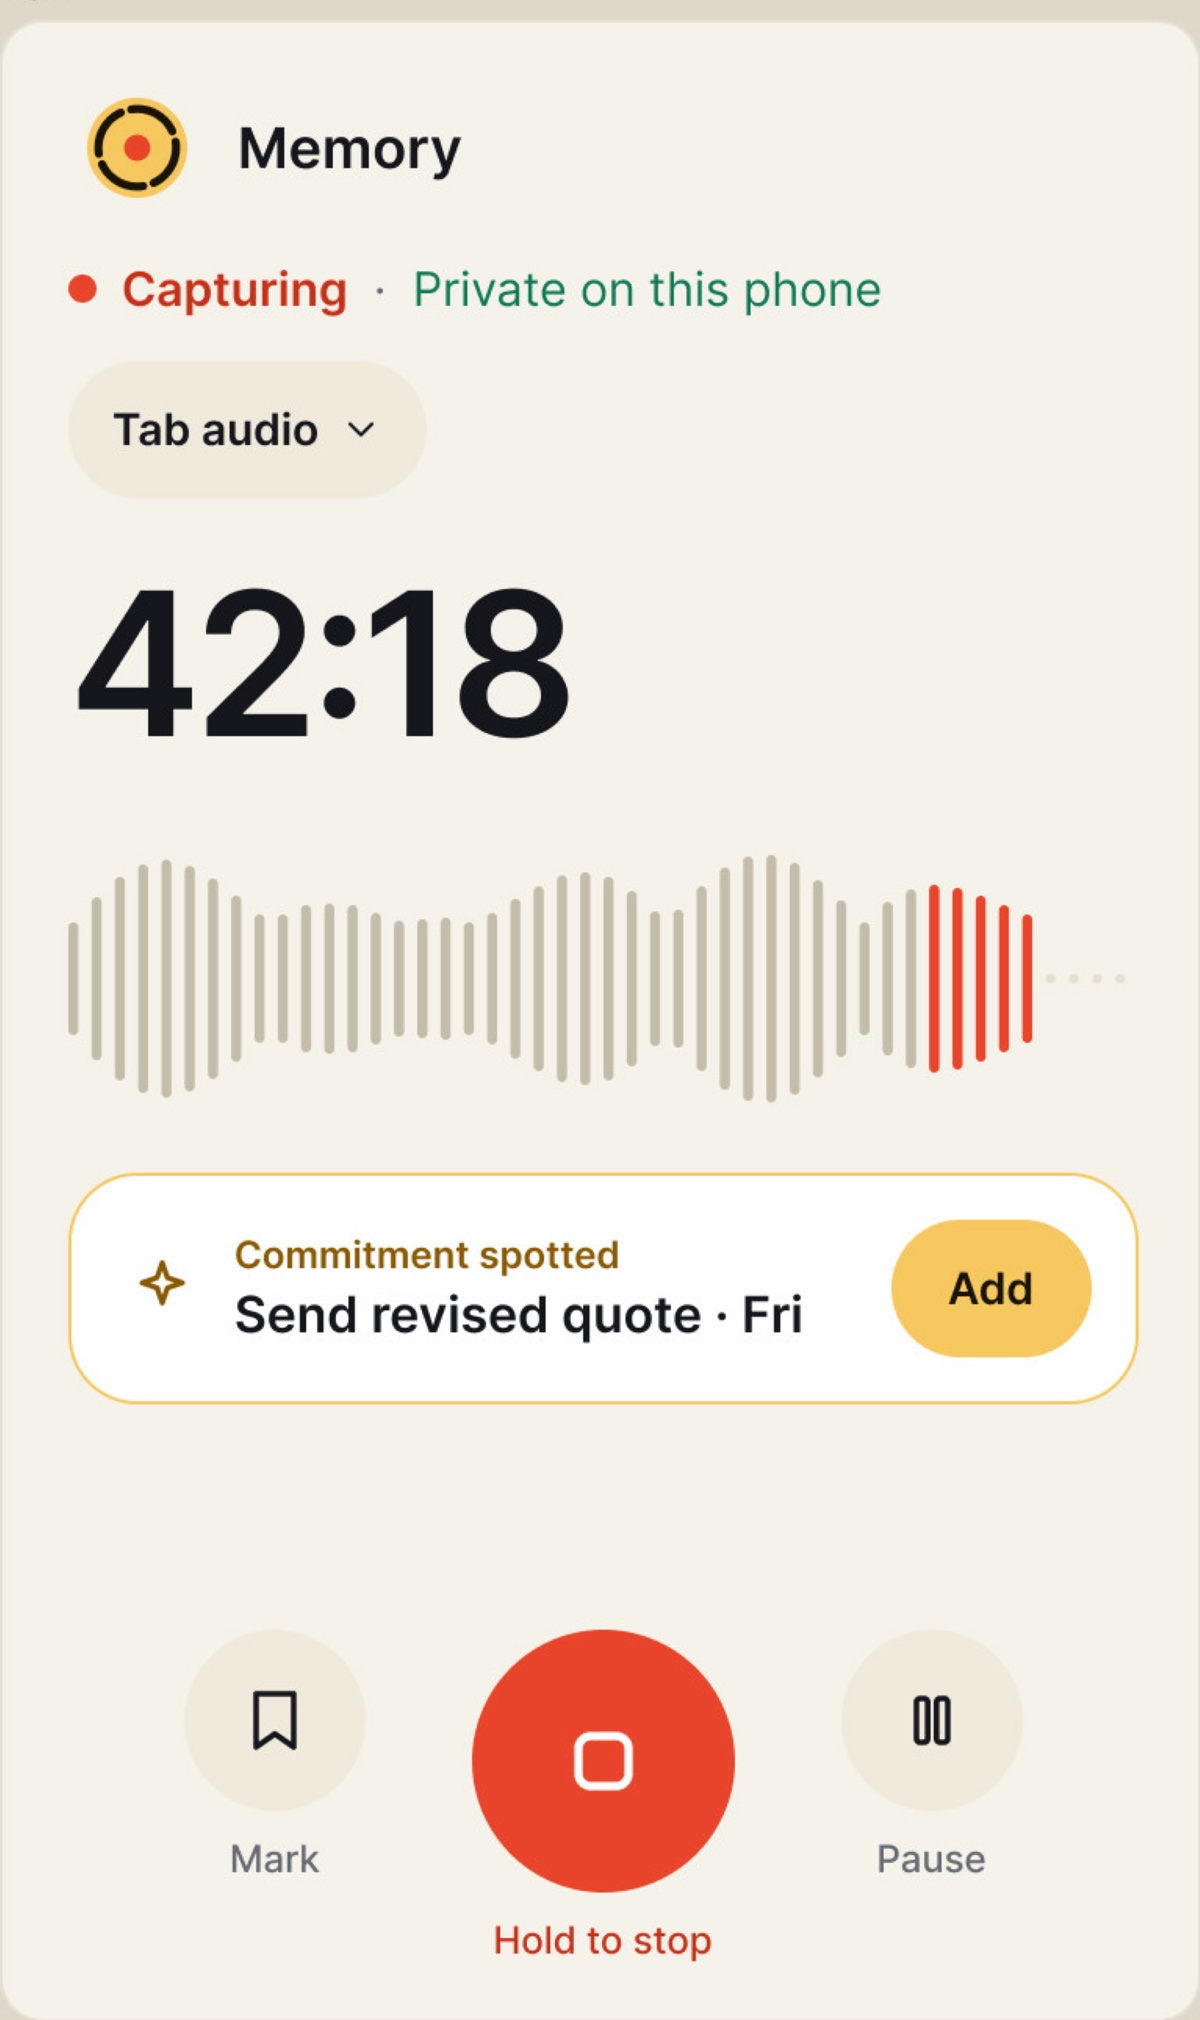 Memory
Capturing · Private on this phone
Tab audio
42:18
Commitment spotted
Send revised quote · Fri
Add
Mark
Pause
Hold to stop